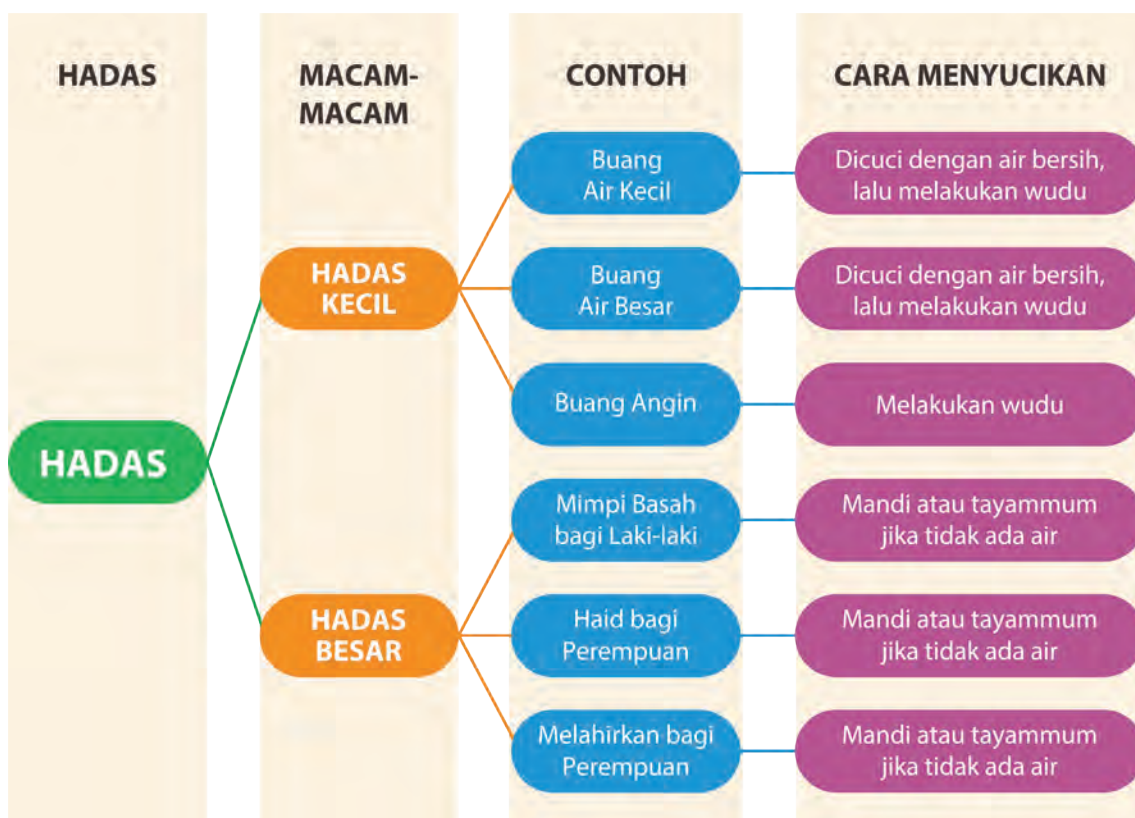 HADAS
MACAM-
MACAM
CONTOH
CARA MENYUCIKAN
HADAS
HADAS
KECIL
Buang
Air Kecil
Dicuci dengan air bersih,
lalu melakukan wudu
Buang
Air Besar
Dicuci dengan air bersih,
lalu melakukan wudu
Buang Angin
Melakukan wudu
HADAS
BESAR
Mimpi Basah
bagi Laki-laki
Mandi atau tayammum
jika tidak ada air
Haid bagi
Perempuan
Mandi atau tayammum
jika tidak ada air
Melahirkan bagi
Perempuan
Mandi atau tayammum
jika tidak ada air